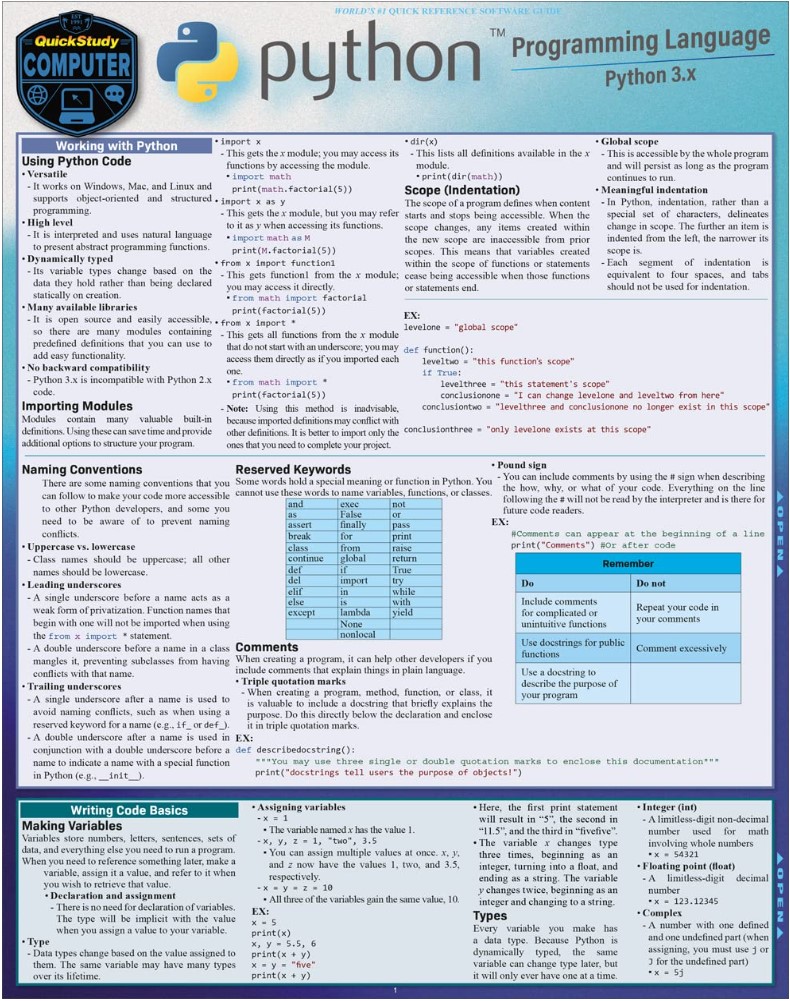 WORLD'S #1 QUICK REFERENCE SOFTWARE GUIDE
EST
1991
QuickStudy
COMPUTER
python™
Programming Language
Python 3.x
Working with Python
Using Python Code
• Versatile
- It works on Windows, Mac, and Linux and
supports object-oriented and structured
programming.
• High level
- It is interpreted and uses natural language
to present abstract programming functions.
• Dynamically typed
- Its variable types change based on the
data they hold rather than being declared
statically on creation.
• Many available libraries
- It is open source and easily accessible,
so there are many modules containing
predefined definitions that you can use to
add easy functionality.
• No backward compatibility
- Python 3.x is incompatible with Python 2.x
code.
Importing Modules
Modules contain many valuable built-in
definitions. Using these can save time and provide
additional options to structure your program.
• import x
- This gets the x module; you may access its
functions by accessing the module.
• import math
print(math.factorial(5))
• import x as y
- This gets the x module, but you may refer
to it as y when accessing its functions.
• import math as M
print(M.factorial(5))
• from x import function1
- This gets function1 from the x module;
you may access it directly.
• from math import factorial
print(factorial(5))
• from x import *
- This gets all functions from the x module
that do not start with an underscore; you may
access them directly as if you imported each
one.
• from math import *
print(factorial(5))
- Note: Using this method is inadvisable,
because imported definitions may conflict with
other definitions. It is better to import only the
ones that you need to complete your project.
• dir(x)
- This lists all definitions available in the x
module.
• print(dir(math))
Scope (Indentation)
The scope of a program defines when content
starts and stops being accessible. When the
scope changes, any items created within
the new scope are inaccessible from prior
scopes. This means that variables created
within the scope of functions or statements
cease being accessible when those functions
or statements end.
• Global scope
- This is accessible by the whole program
and will persist as long as the program
continues to run.
• Meaningful indentation
- In Python, indentation, rather than a
special set of characters, delineates
change in scope. The further an item is
indented from the left, the narrower its
scope is.
- Each segment of indentation is
equivalent to four spaces, and tabs
should not be used for indentation.
EX:
levelone = "global scope"
def function():
leveltwo = "this function's scope"
if True:
levelthree = "this statement's scope"
conclusionone = "I can change levelone and leveltwo from here"
conclusiontwo = "levelthree and conclusionone no longer exist in this scope"
conclusionthree = "only levelone exists at this scope"
Naming Conventions
There are some naming conventions that you
can follow to make your code more accessible
to other Python developers, and some you
need to be aware of to prevent naming
conflicts.
• Uppercase vs. lowercase
- Class names should be uppercase; all other
names should be lowercase.
• Leading underscores
- A single underscore before a name acts as a
weak form of privatization. Function names that
begin with one will not be imported when using
the from x import * statement.
- A double underscore before a name in a class
mangles it, preventing subclasses from having
conflicts with that name.
• Trailing underscores
- A single underscore after a name is used to
avoid naming conflicts, such as when using a
reserved keyword for a name (e.g., if_ or def_).
- A double underscore after a name is used in
conjunction with a double underscore before a
name to indicate a name with a special function
in Python (e.g., __init__).
Reserved Keywords
Some words hold a special meaning or function in Python. You
cannot use these words to name variables, functions, or classes.
and exec not
as False or
assert finally pass
break for print
class from raise
continue global return
def if True
del import try
elif in while
else is with
except lambda yield
None
nonlocal
Comments
When creating a program, it can help other developers if you
include comments that explain things in plain language.
• Triple quotation marks
- When creating a program, method, function, or class, it
is valuable to include a docstring that briefly explains the
purpose. Do this directly below the declaration and enclose
it in triple quotation marks.
EX:
def describedocstring():
"""You may use three single or double quotation marks to enclose this documentation"""
print("docstrings tell users the purpose of objects!")
• Pound sign
- You can include comments by using the # sign when describing
the how, why, or what of your code. Everything on the line
following the # will not be read by the interpreter and is there for
future code readers.
EX:
#Comments can appear at the beginning of a line
print("Comments") #Or after code
Remember
Do Do not
Include comments
for complicated or
unintuitive functions
Repeat your code in
your comments
Use docstrings for public
functions
Comment excessively
Use a docstring to
describe the purpose of
your program
OPEN
Writing Code Basics
Making Variables
Variables store numbers, letters, sentences, sets of
data, and everything else you need to run a program.
When you need to reference something later, make a
variable, assign it a value, and refer to it when
you wish to retrieve that value.
• Declaration and assignment
- There is no need for declaration of variables.
The type will be implicit with the value
when you assign a value to your variable.
• Type
- Data types change based on the value assigned to
them. The same variable may have many types
over its lifetime.
• Assigning variables
- x = 1
• The variable named x has the value 1.
- x, y, z = 1, "two", 3.5
• You can assign multiple values at once. x, y,
and z now have the values 1, two, and 3.5,
respectively.
- x = y = z = 10
• All three of the variables gain the same value, 10.
EX:
x = 5
print(x)
x, y = 5.5, 6
print(x + y)
x = y = "five"
print(x + y)
• Here, the first print statement
will result in “5”, the second in
“11.5”, and the third in “fivefive”.
• The variable x changes type
three times, beginning as an
integer, turning into a float, and
ending as a string. The variable
y changes twice, beginning as an
integer and changing to a string.
Types
Every variable you make has
a data type. Because Python is
dynamically typed, the same
variable can change type later, but
it will only ever have one at a time.
• Integer (int)
- A limitless-digit non-decimal
number used for math
involving whole numbers
• x = 54321
• Floating point (float)
- A limitless-digit decimal
number
• x = 123.12345
• Complex
- A number with one defined
and one undefined part (when
assigning, you must use j or
J for the undefined part)
• x = 5j
OPEN
1